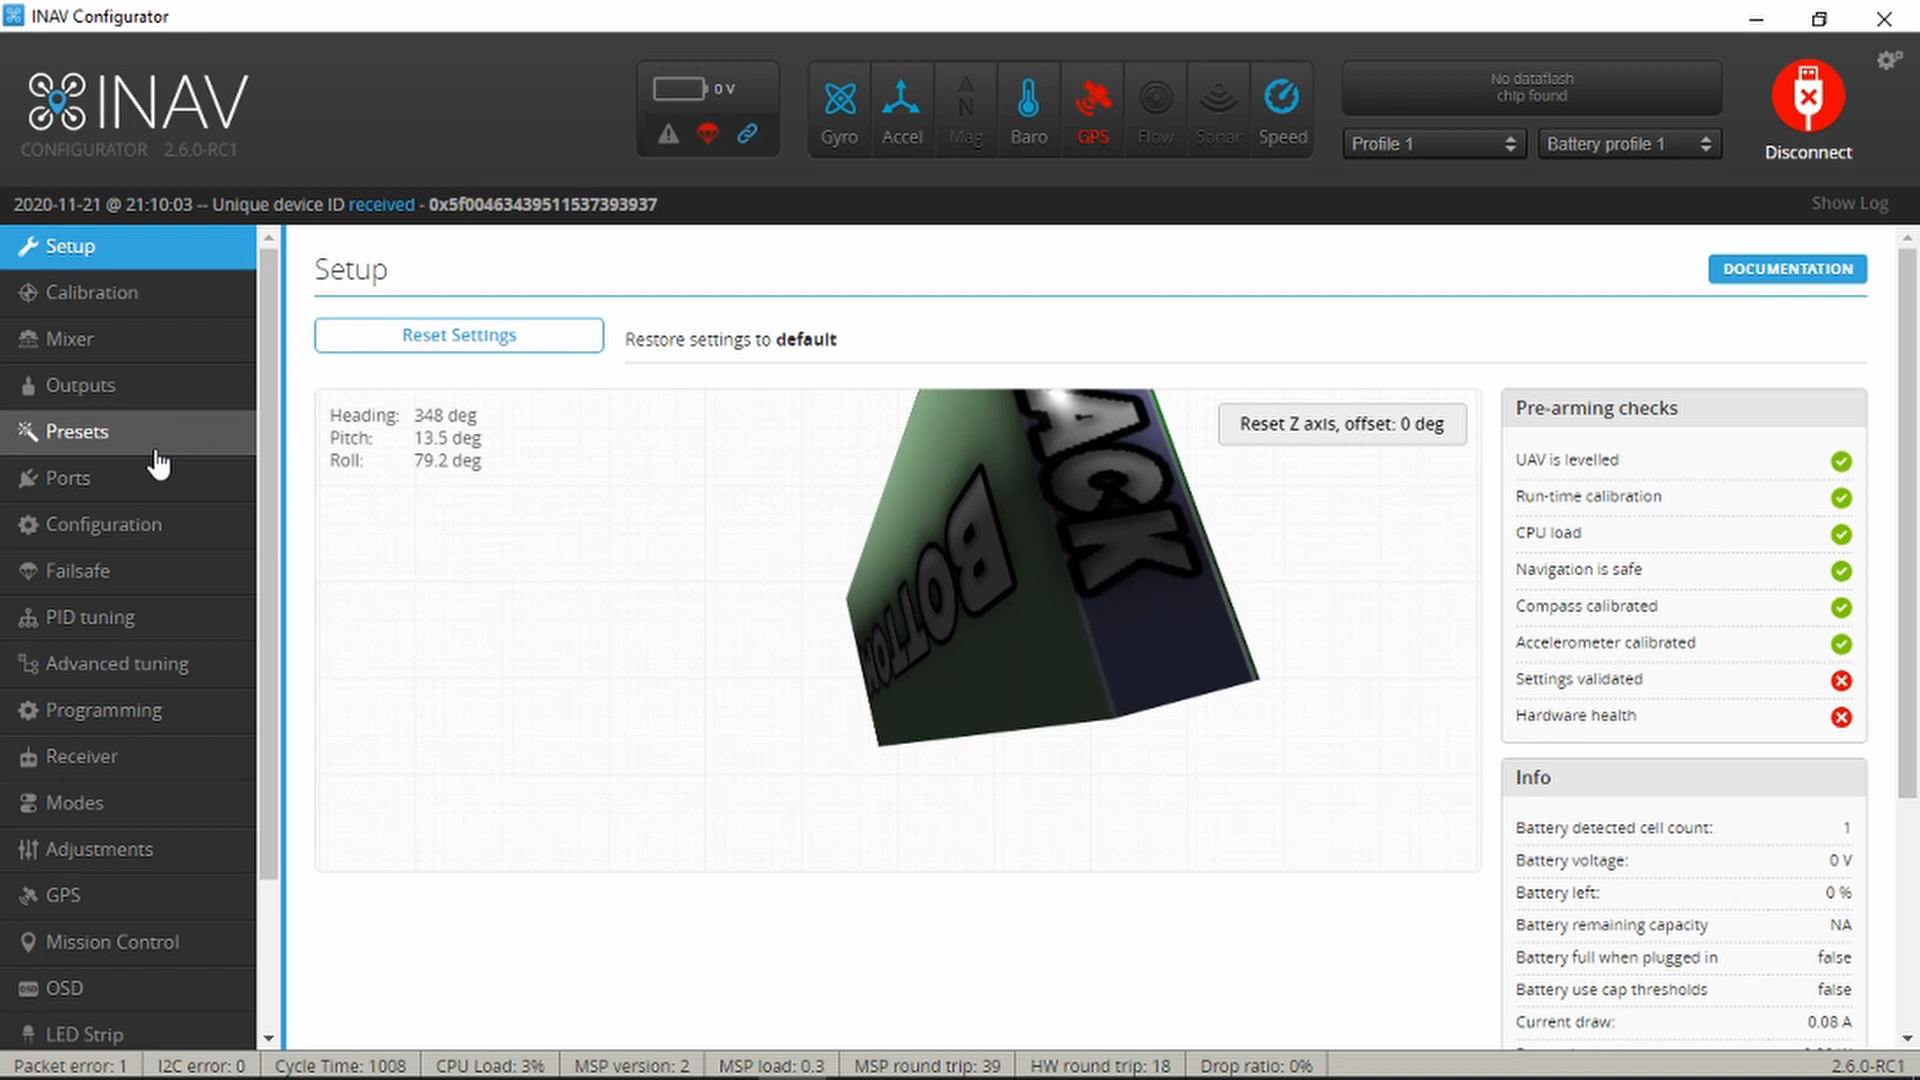 INAV Configurator
INAV
CONFIGURATOR 2.6.0-RC1
0 V
Gyro
Accel
Mag
N
Baro
GPS
Flow
Sonar
Speed
No dataflash
chip found
Profile 1
Battery profile 1
Disconnect
2020-11-21 @ 21:10:03 -- Unique device ID received - 0x5f00463439511537393937
Show Log
Setup
Calibration
Mixer
Outputs
Presets
Ports
Configuration
Failsafe
PID tuning
Advanced tuning
Programming
Receiver
Modes
Adjustments
GPS
Mission Control
OSD
LED Strip
Setup
DOCUMENTATION
Reset Settings
Restore settings to default
Heading: 348 deg
Pitch: 13.5 deg
Roll: 79.2 deg
ACK
BOTTOM
Reset Z axis, offset: 0 deg
Pre-arming checks
UAV is levelled
Run-time calibration
CPU load
Navigation is safe
Compass calibrated
Accelerometer calibrated
Settings validated
Hardware health
Info
Battery detected cell count: 1
Battery voltage: 0 V
Battery left: 0 %
Battery remaining capacity NA
Battery full when plugged in false
Battery use cap thresholds false
Current draw: 0.08 A
Packet error: 1
I2C error: 0
Cycle Time: 1008
CPU Load: 3%
MSP version: 2
MSP load: 0.3
MSP round trip: 39
HW round trip: 18
Drop ratio: 0%
2.6.0-RC1